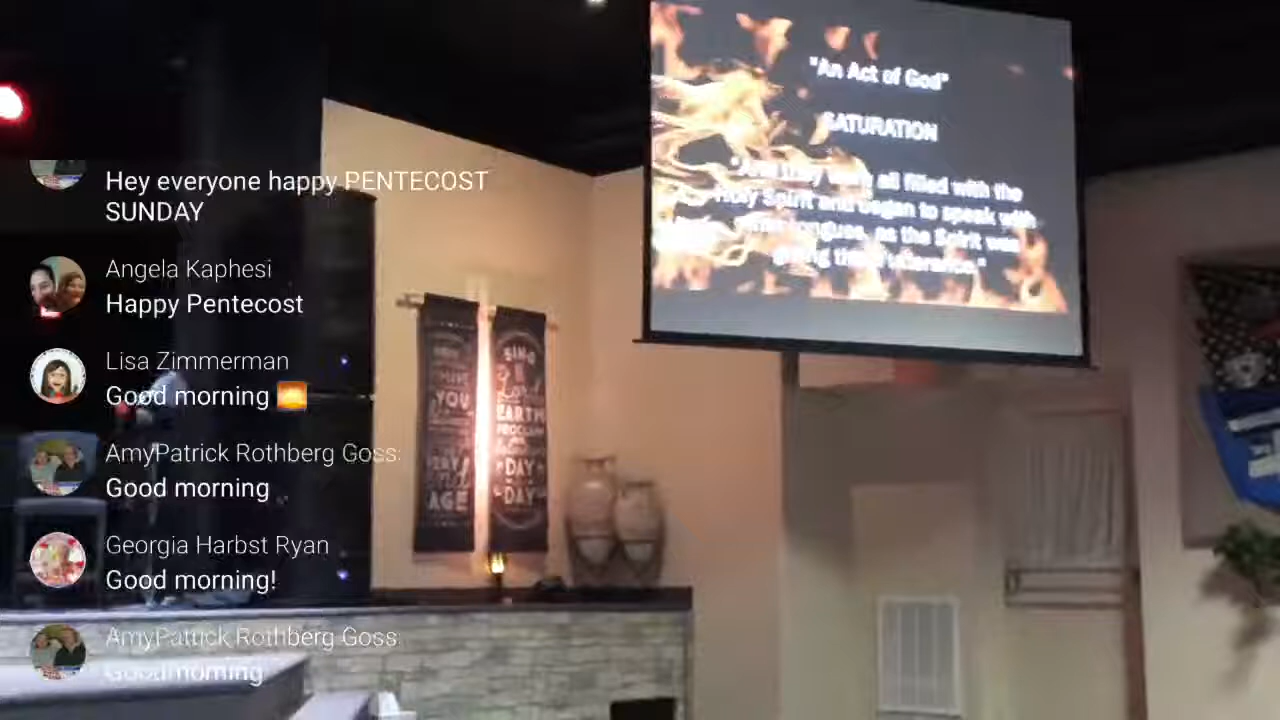 Hey everyone happy PENTECOST
SUNDAY
Angela Kaphesi
Happy Pentecost
Lisa Zimmerman
Good morning
AmyPatrick Rothberg Goss
Good morning
Georgia Harbst Ryan
Good morning!
AmyPatrick Rothberg Goss
Good morning
"An Act of God"
SATURATION
"And they were all filled with the
Holy Spirit and began to speak with
other tongues, as the Spirit was
giving them utterance."
YOU
AGE
SING
Lord
EARTH
PROCLAIM
DAY
DAY